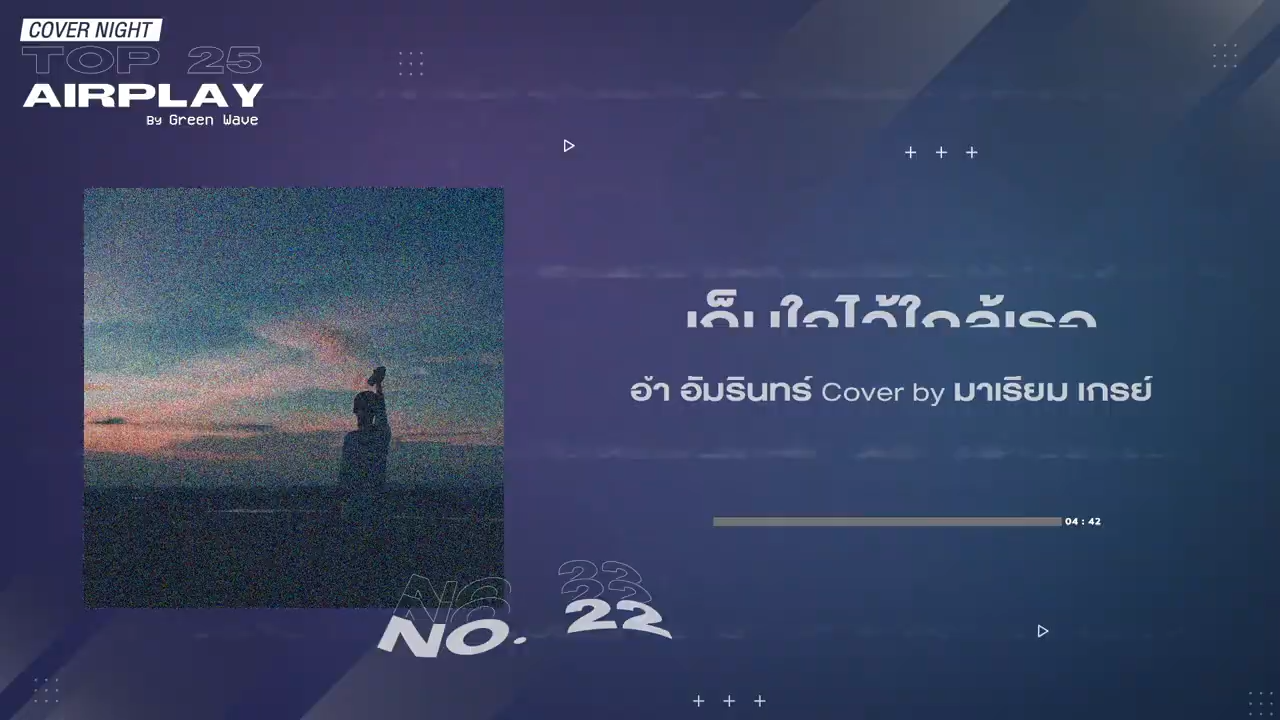 COVER NIGHT
TOP 25
AIRPLAY
By Green Wave
อ๊า อัมรินทร์ Cover by มาเรียม เกรย์
04 : 42
NO. 22